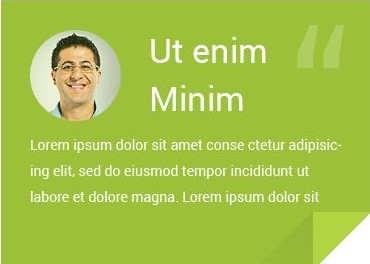 Ut enim
Minim
Lorem ipsum dolor sit amet conse ctetur adipisic-
ing elit, sed do eiusmod tempor incididunt ut
labore et dolore magna. Lorem ipsum dolor sit